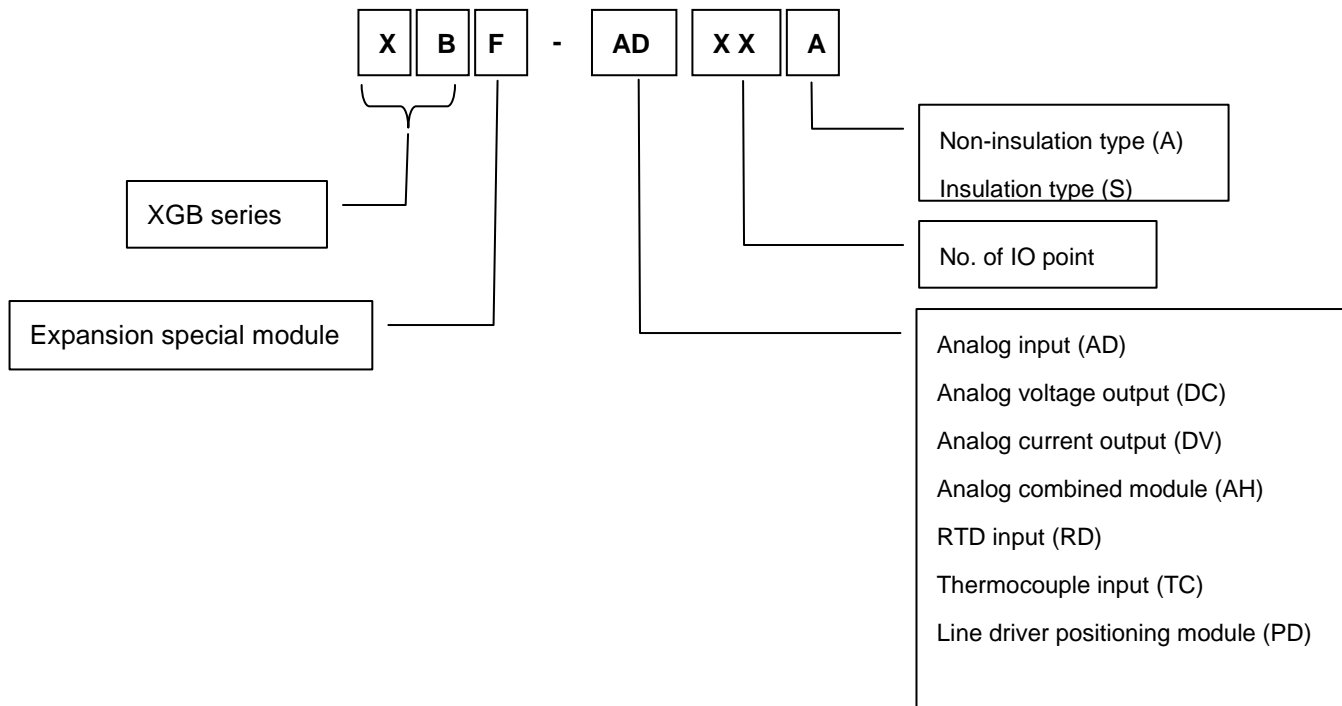 X B F - AD X X A
Non-insulation type (A)
Insulation type (S)
XGB series
No. of IO point
Expansion special module
Analog input (AD)
Analog voltage output (DC)
Analog current output (DV)
Analog combined module (AH)
RTD input (RD)
Thermocouple input (TC)
Line driver positioning module (PD)